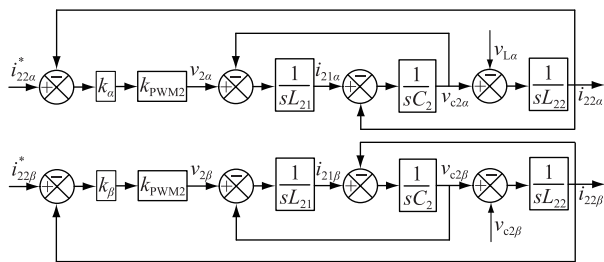 i*22α + − kα kPWM2 v2α + − 1/sL21 i21α + − 1/sC2 vc2α + − vLα 1/sL22 i22α
i*22β + − kβ kPWM2 v2β + − 1/sL21 i21β + − 1/sC2 vc2β + − vc2β 1/sL22 i22β